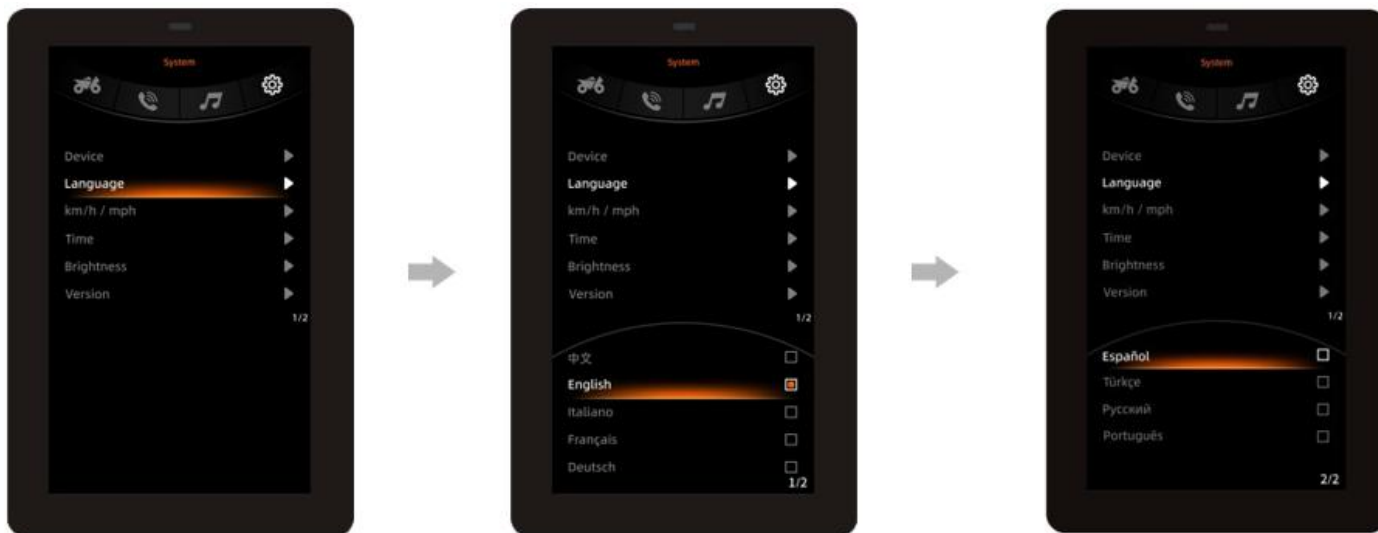 System
Device
Language
km/h / mph
Time
Brightness
Version
1/2
System
Device
Language
km/h / mph
Time
Brightness
Version
1/2
中文
English
Italiano
Français
Deutsch
1/2
System
Device
Language
km/h / mph
Time
Brightness
Version
1/2
Español
Türkçe
Русский
Português
2/2